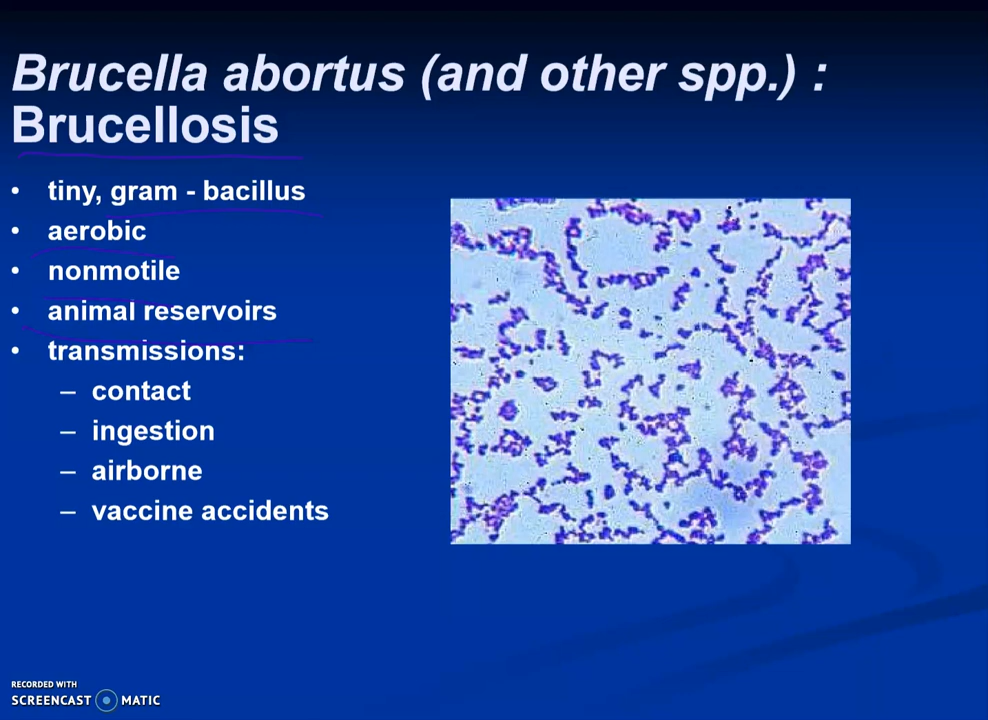 Brucella abortus (and other spp.) :
Brucellosis
• tiny, gram - bacillus
• aerobic
• nonmotile
• animal reservoirs
• transmissions:
– contact
– ingestion
– airborne
– vaccine accidents
RECORDED WITH
SCREENCAST MATIC